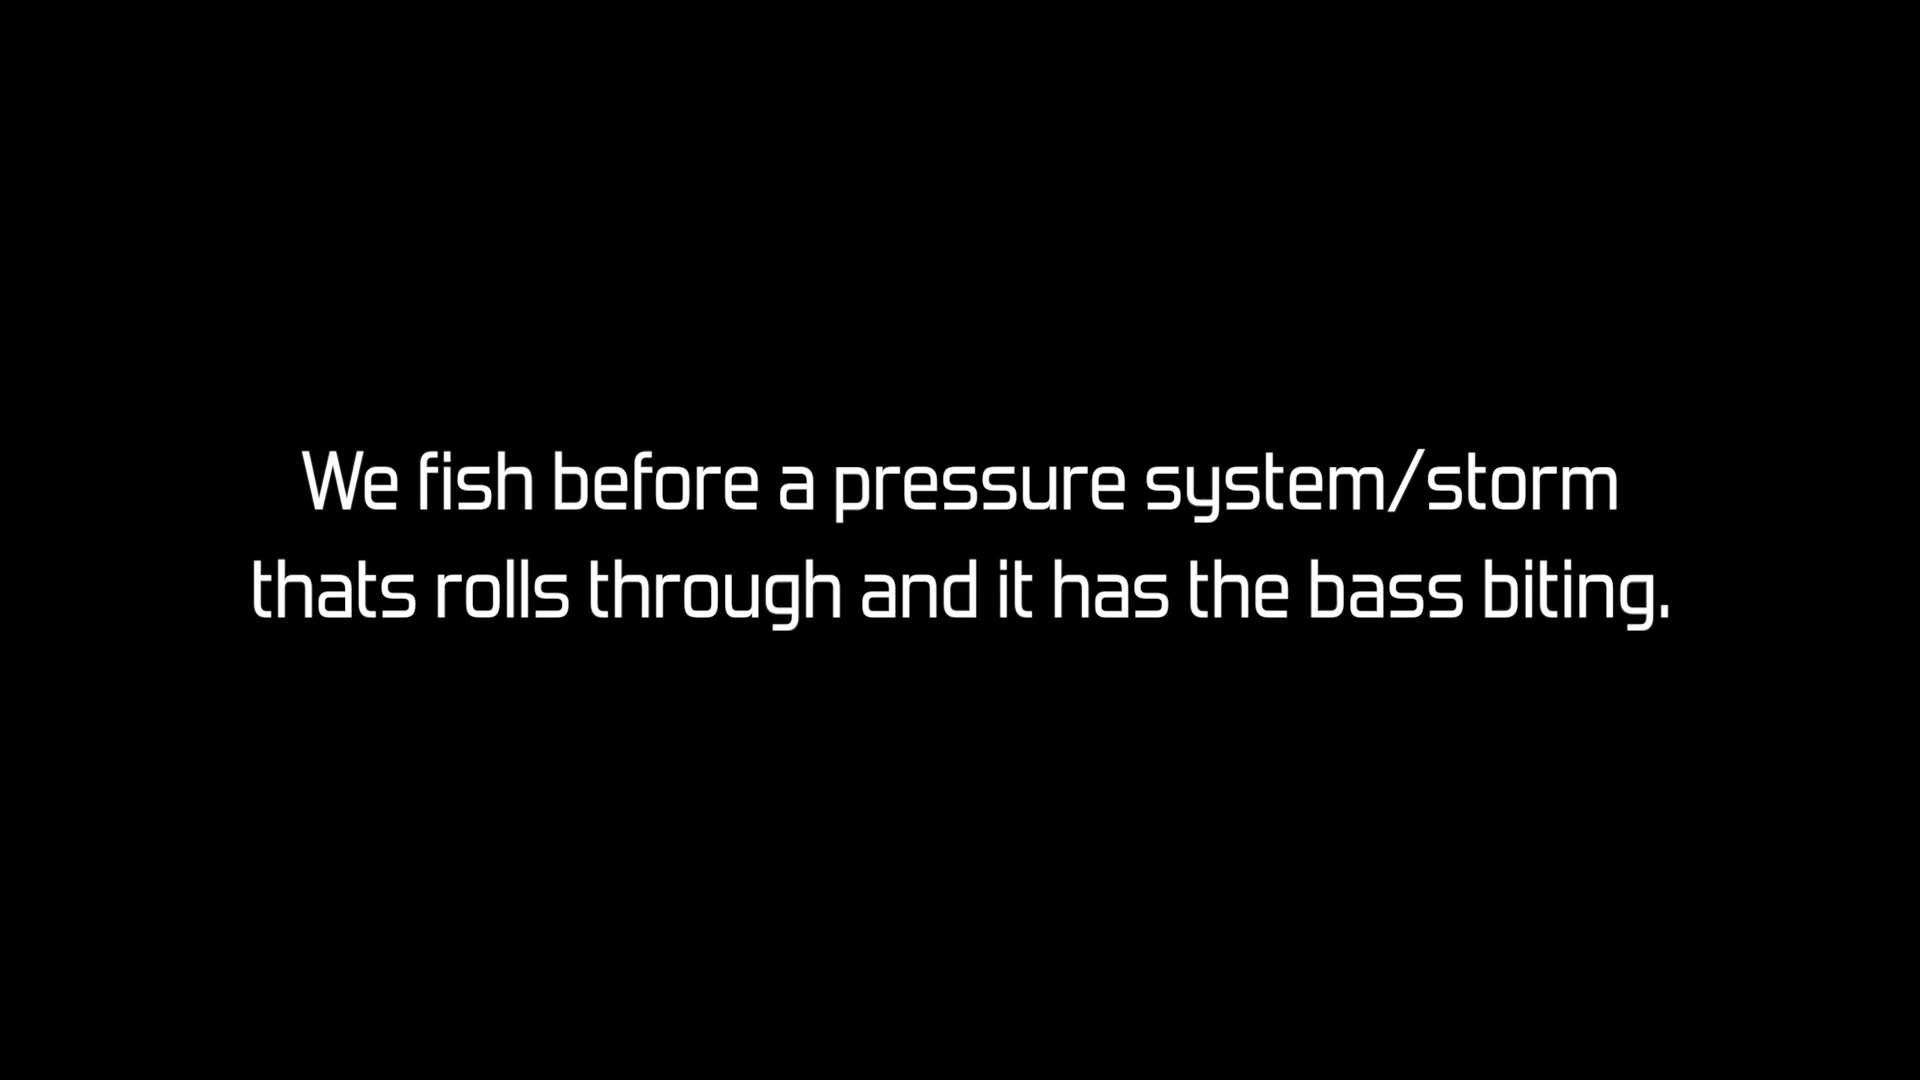 We fish before a pressure system/storm
thats rolls through and it has the bass biting.